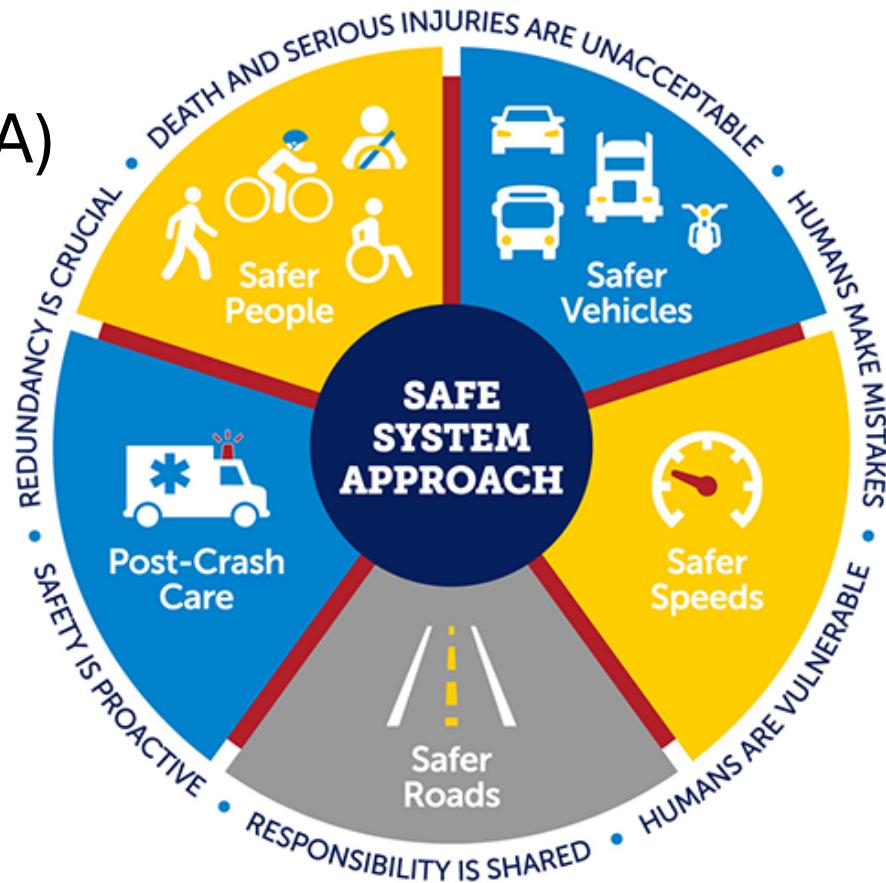 A)
DEATH AND SERIOUS INJURIES ARE UNACCEPTABLE
HUMANS MAKE MISTAKES
HUMANS ARE VULNERABLE
RESPONSIBILITY IS SHARED
SAFETY IS PROACTIVE
REDUNDANCY IS CRUCIAL
Safer
People
Safer
Vehicles
SAFE
SYSTEM
APPROACH
Post-Crash
Care
Safer
Speeds
Safer
Roads